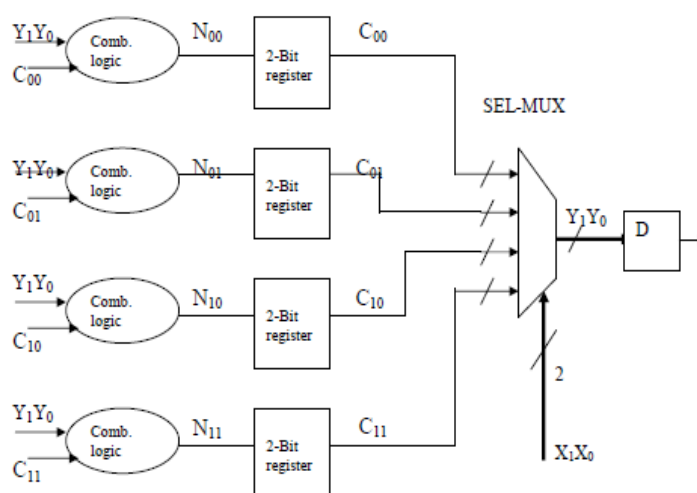 Y1Y0
Comb.
logic
N00
2-Bit
register
C00
C00
SEL-MUX
Y1Y0
Comb.
logic
N01
2-Bit
register
C01
C01
Y1Y0
D
Y1Y0
Comb.
logic
N10
2-Bit
register
C10
C10
2
Y1Y0
Comb.
logic
N11
2-Bit
register
C11
C11
X1X0